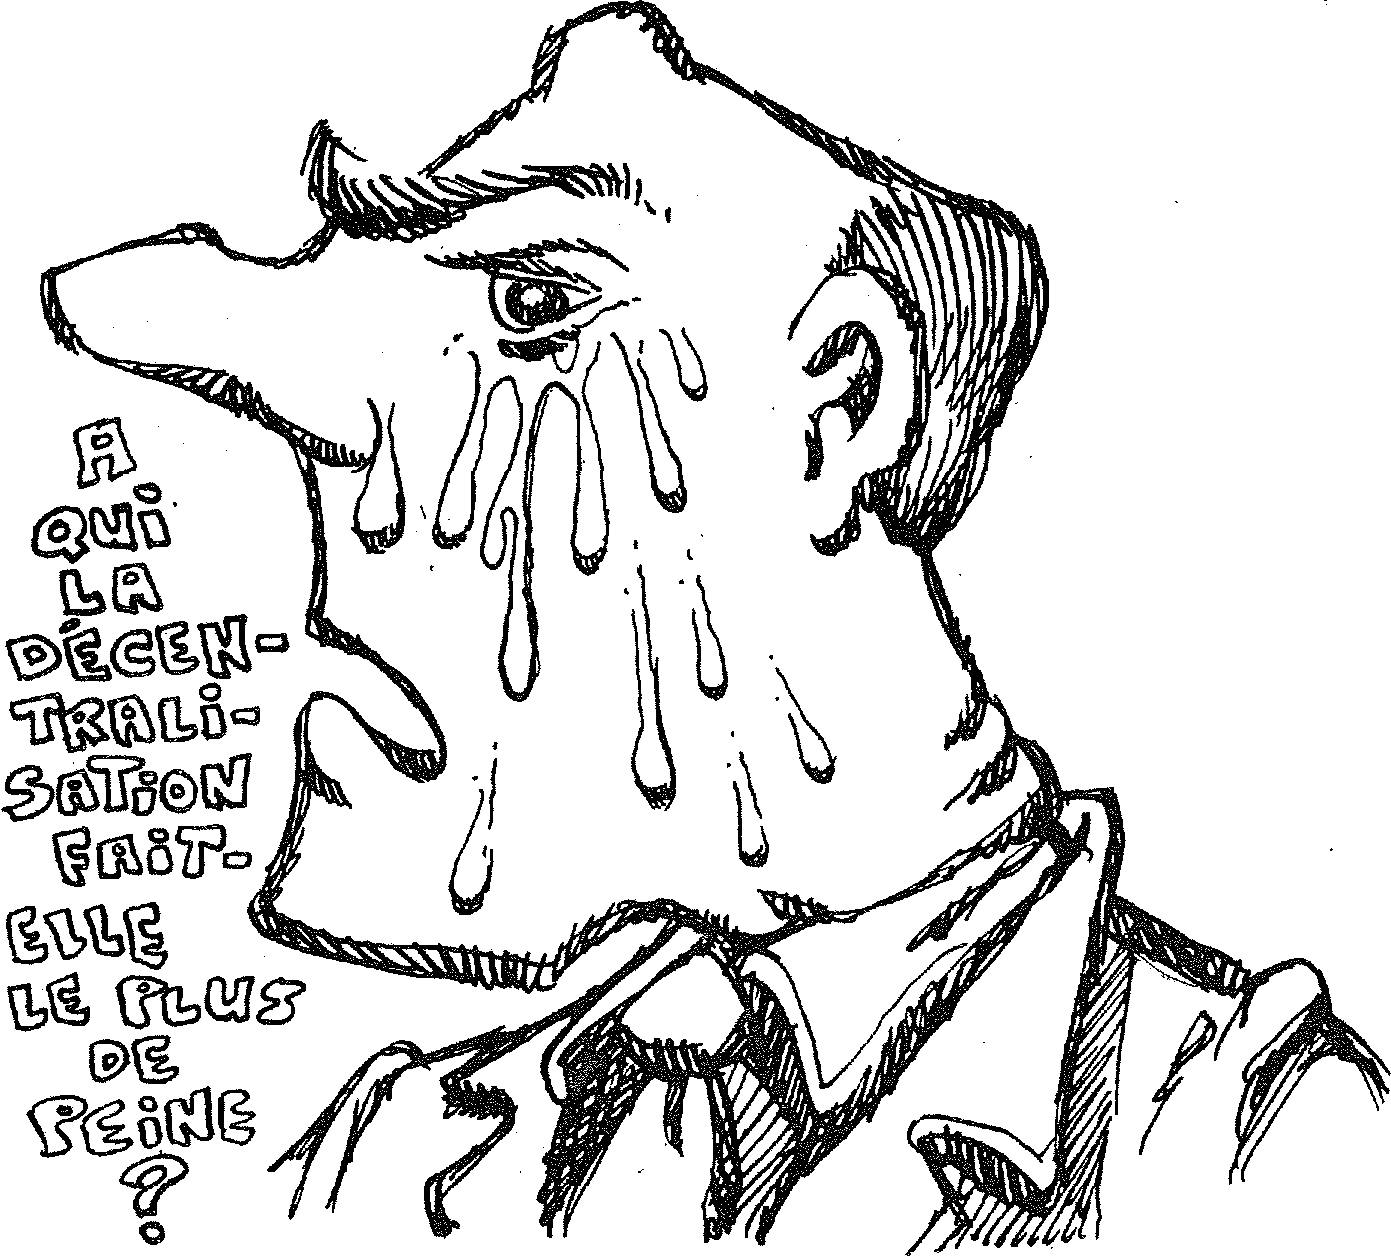 A
QUI
LA
DÉCEN-
TRALI-
SATION
FAIT-
ELLE
LE PLUS
DE
PEINE
?